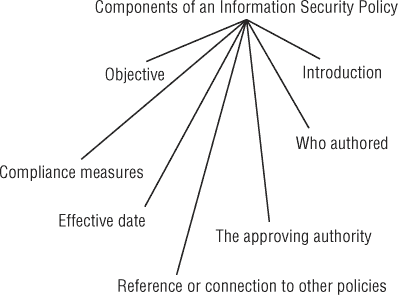 Components of an Information Security Policy
Objective
Introduction
Who authored
Compliance measures
Effective date
The approving authority
Reference or connection to other policies